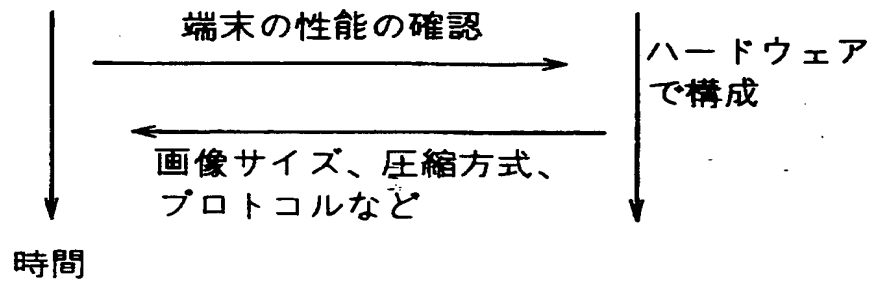 端末の性能の確認
ハードウェア
で構成
画像サイズ、圧縮方式、
プロトコルなど
時間